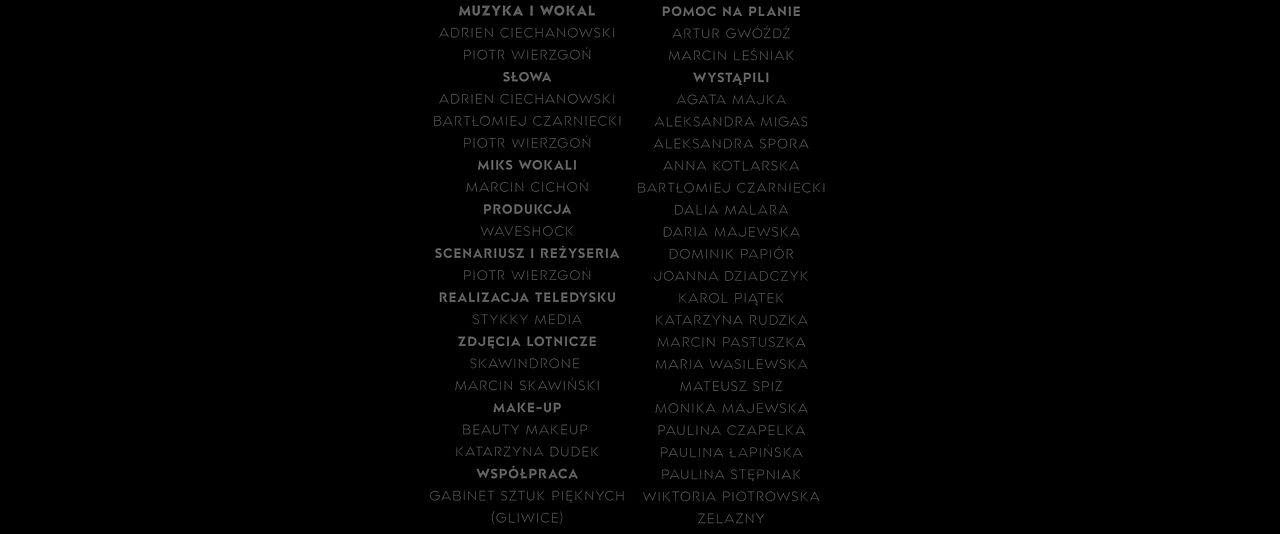 MUZYKA I WOKAL
ADRIEN CIECHANOWSKI
PIOTR WIERZGOŃ
SŁOWA
ADRIEN CIECHANOWSKI
BARTŁOMIEJ CZARNIECKI
PIOTR WIERZGOŃ
MIKS WOKALI
MARCIN CICHOŃ
PRODUKCJA
WAVESHOCK
SCENARIUSZ I REŻYSERIA
PIOTR WIERZGOŃ
REALIZACJA TELEDYSKU
STYKKY MEDIA
ZDJĘCIA LOTNICZE
SKAWINDRONE
MARCIN SKAWIŃSKI
MAKE-UP
BEAUTY MAKEUP
KATARZYNA DUDEK
WSPÓŁPRACA
GABINET SZTUK PIĘKNYCH
(GLIWICE)
POMOC NA PLANIE
ARTUR GWÓŹDŹ
MARCIN LEŚNIAK
WYSTĄPILI
AGATA MAJKA
ALEKSANDRA MIGAS
ALEKSANDRA SPORA
ANNA KOTLARSKA
BARTŁOMIEJ CZARNIECKI
DALIA MALARA
DARIA MAJEWSKA
DOMINIK PAPIÓR
JOANNA DZIADCZYK
KAROL PIĄTEK
KATARZYNA RUDZKA
MARCIN PASTUSZKA
MARIA WASILEWSKA
MATEUSZ SPIŻ
MONIKA MAJEWSKA
PAULINA CZAPELKA
PAULINA ŁAPIŃSKA
PAULINA STĘPNIAK
WIKTORIA PIOTROWSKA
ŻELAZNY